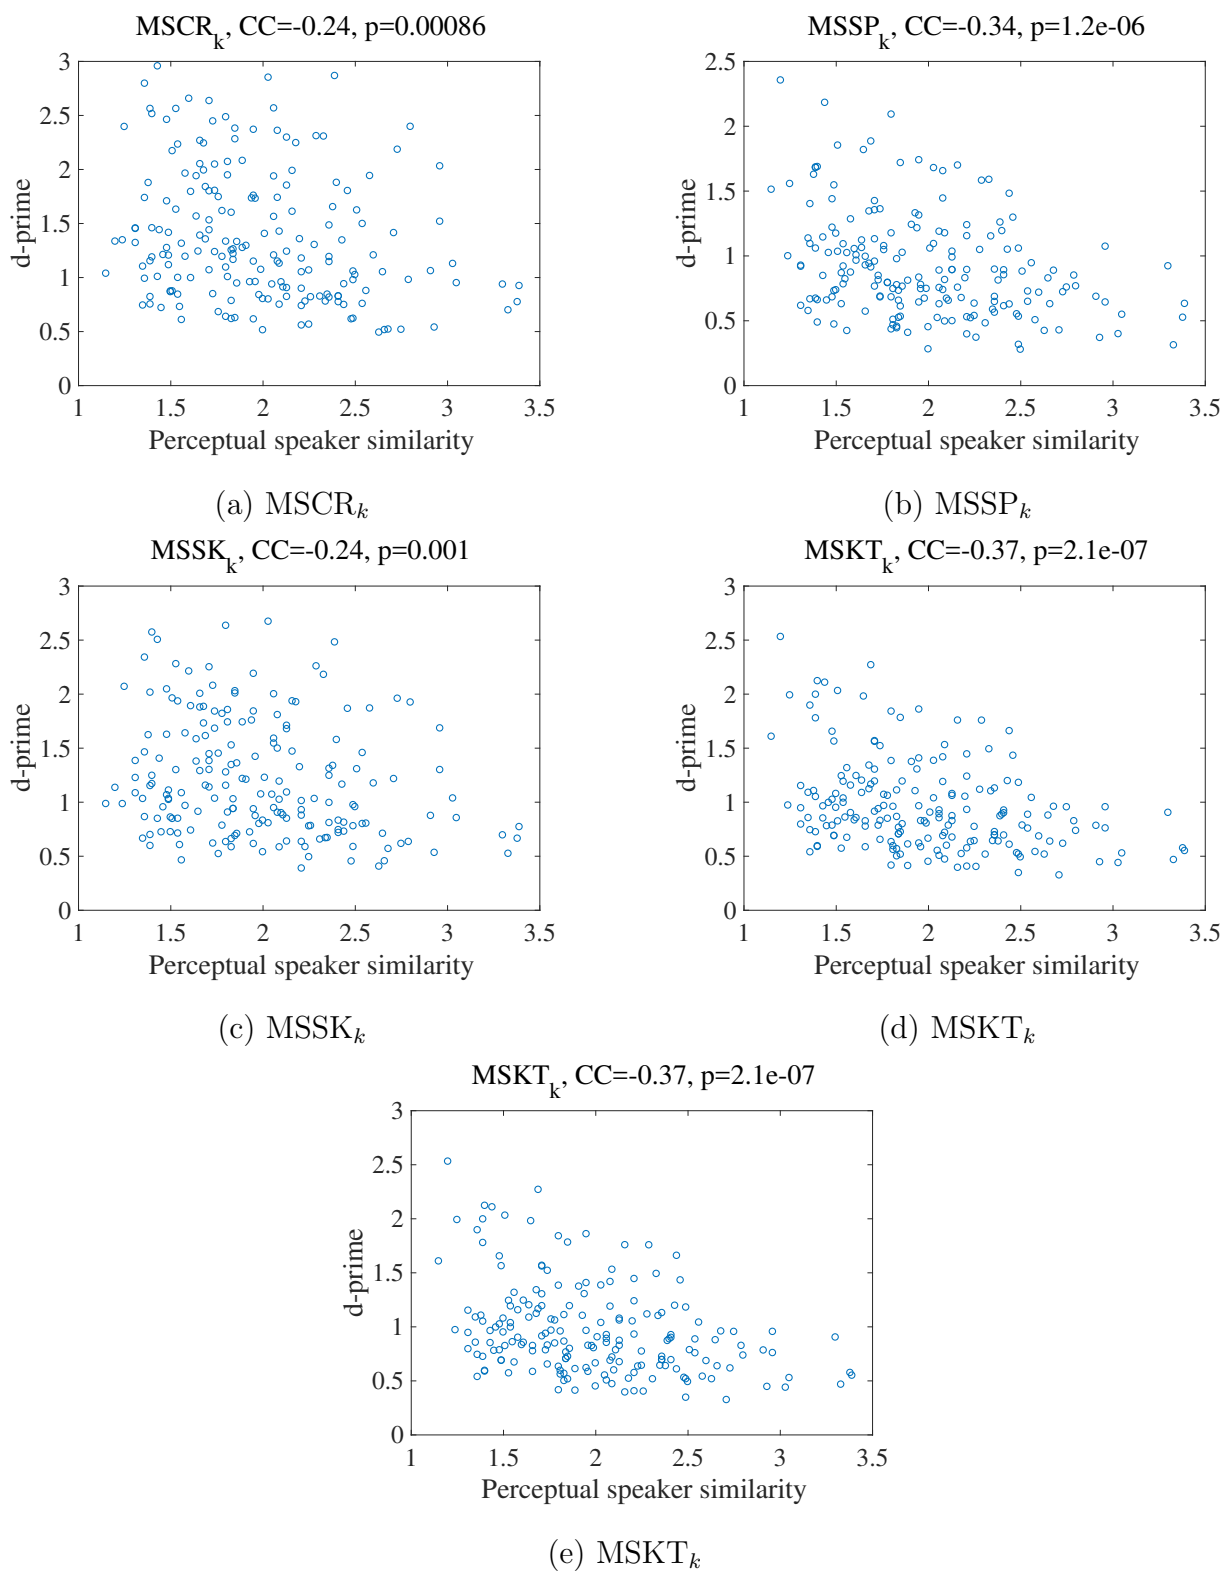 MSCR_k, CC=-0.24, p=0.00086
3
2.5
2
1.5
1
0.5
0
d-prime
1 1.5 2 2.5 3 3.5
Perceptual speaker similarity
(a) MSCR_k
MSSP_k, CC=-0.34, p=1.2e-06
2.5
2
1.5
1
0.5
0
d-prime
1 1.5 2 2.5 3 3.5
Perceptual speaker similarity
(b) MSSP_k
MSSK_k, CC=-0.24, p=0.001
3
2.5
2
1.5
1
0.5
0
d-prime
1 1.5 2 2.5 3 3.5
Perceptual speaker similarity
(c) MSSK_k
MSKT_k, CC=-0.37, p=2.1e-07
3
2.5
2
1.5
1
0.5
0
d-prime
1 1.5 2 2.5 3 3.5
Perceptual speaker similarity
(d) MSKT_k
MSKT_k, CC=-0.37, p=2.1e-07
3
2.5
2
1.5
1
0.5
0
d-prime
1 1.5 2 2.5 3 3.5
Perceptual speaker similarity
(e) MSKT_k